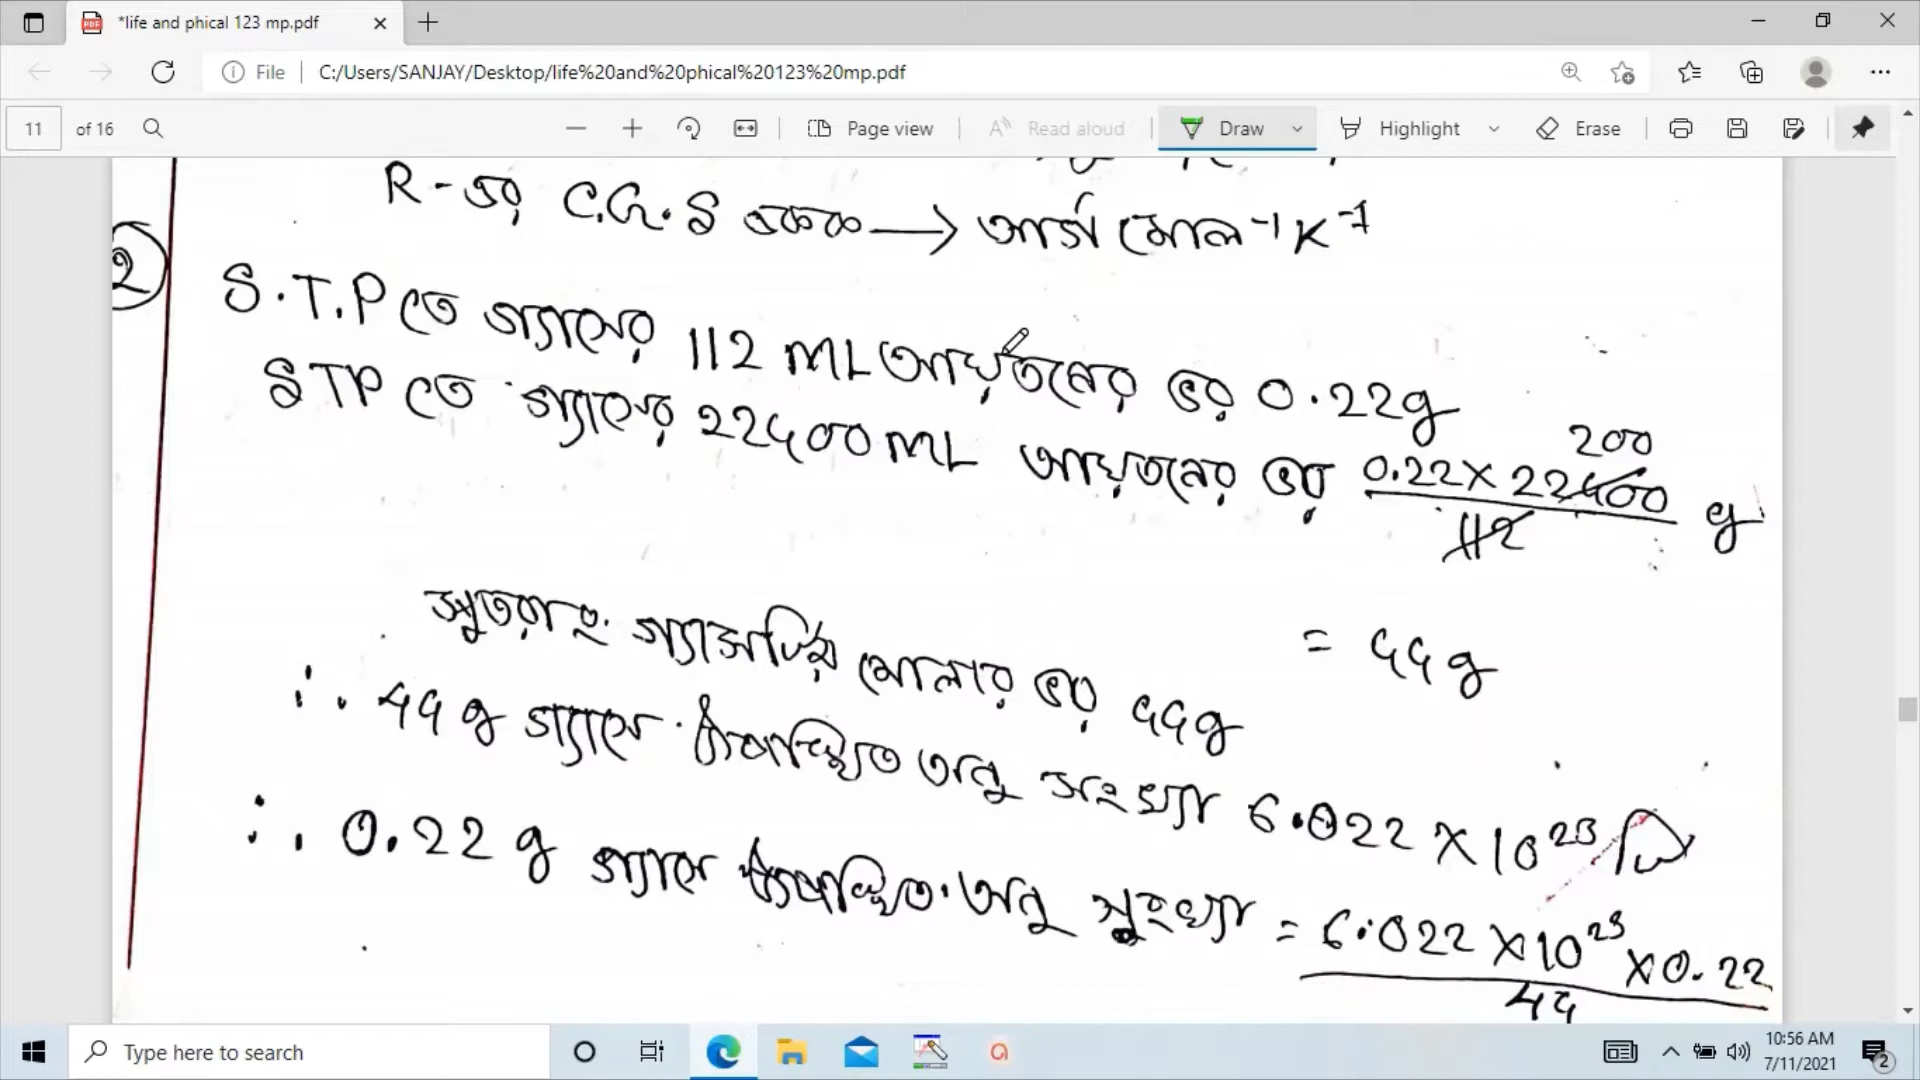 *life and phical 123 mp.pdf
File | C:/Users/SANJAY/Desktop/life%20and%20phical%20123%20mp.pdf
11 of 16 Page view Read aloud Draw Highlight Erase
R-এর C.G.S একক → আর্গ মোল⁻¹ K⁻¹
2
S.T.P তে গ্যাসের 112 ML আয়তনের ভর 0.22g
STP তে গ্যাসের 22400 ML আয়তনের ভর 0.22 × 22400 / 112 g
200
= 44g
সুতরাং গ্যাসটির মোলার ভর 44g
∴ 44 g গ্যাসে উপস্থিত অনু সংখ্যা 6.022 × 10²³ টি
∴ 0.22 g গ্যাসে উপস্থিত অনু সংখ্যা = 6.022 × 10²³ × 0.22 / 44
Type here to search
10:56 AM
7/11/2021
2